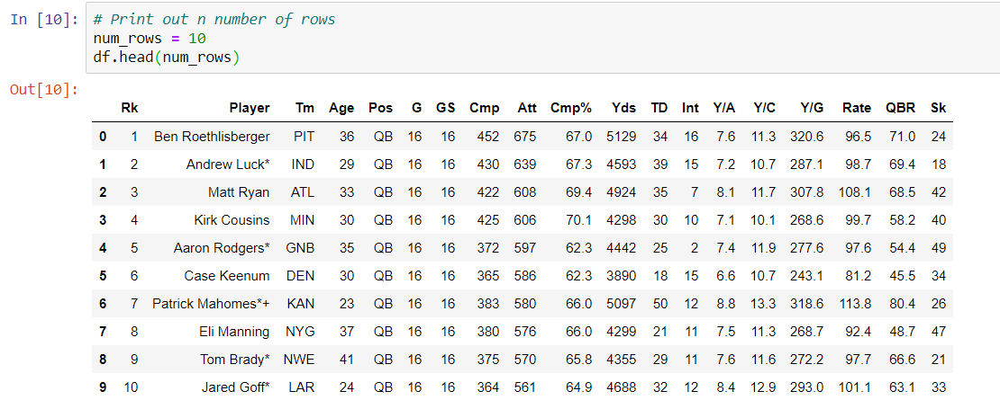 In [10]: # Print out n number of rows
num_rows = 10
df.head(num_rows)
Out[10]:
Rk Player Tm Age Pos G GS Cmp Att Cmp% Yds TD Int Y/A Y/C Y/G Rate QBR Sk
0 1 Ben Roethlisberger PIT 36 QB 16 16 452 675 67.0 5129 34 16 7.6 11.3 320.6 96.5 71.0 24
1 2 Andrew Luck* IND 29 QB 16 16 430 639 67.3 4593 39 15 7.2 10.7 287.1 98.7 69.4 18
2 3 Matt Ryan ATL 33 QB 16 16 422 608 69.4 4924 35 7 8.1 11.7 307.8 108.1 68.5 42
3 4 Kirk Cousins MIN 30 QB 16 16 425 606 70.1 4298 30 10 7.1 10.1 268.6 99.7 58.2 40
4 5 Aaron Rodgers* GNB 35 QB 16 16 372 597 62.3 4442 25 2 7.4 11.9 277.6 97.6 54.4 49
5 6 Case Keenum DEN 30 QB 16 16 365 586 62.3 3890 18 15 6.6 10.7 243.1 81.2 45.5 34
6 7 Patrick Mahomes*+ KAN 23 QB 16 16 383 580 66.0 5097 50 12 8.8 13.3 318.6 113.8 80.4 26
7 8 Eli Manning NYG 37 QB 16 16 380 576 66.0 4299 21 11 7.5 11.3 268.7 92.4 48.7 47
8 9 Tom Brady* NWE 41 QB 16 16 375 570 65.8 4355 29 11 7.6 11.6 272.2 97.7 66.6 21
9 10 Jared Goff* LAR 24 QB 16 16 364 561 64.9 4688 32 12 8.4 12.9 293.0 101.1 63.1 33